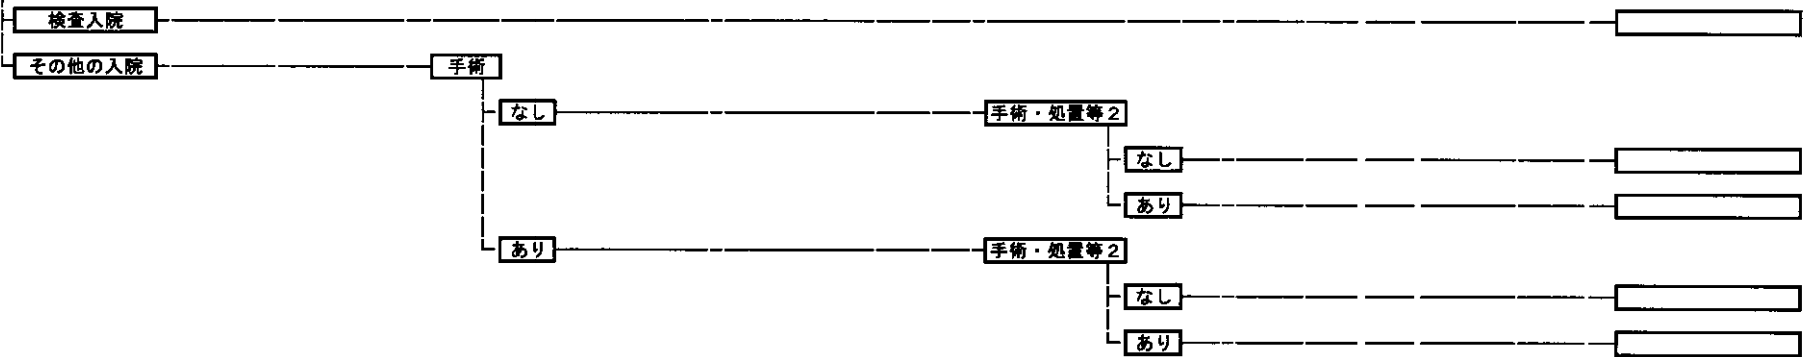 検査入院
その他の入院 手術
なし 手術・処置等2
なし
あり
あり 手術・処置等2
なし
あり